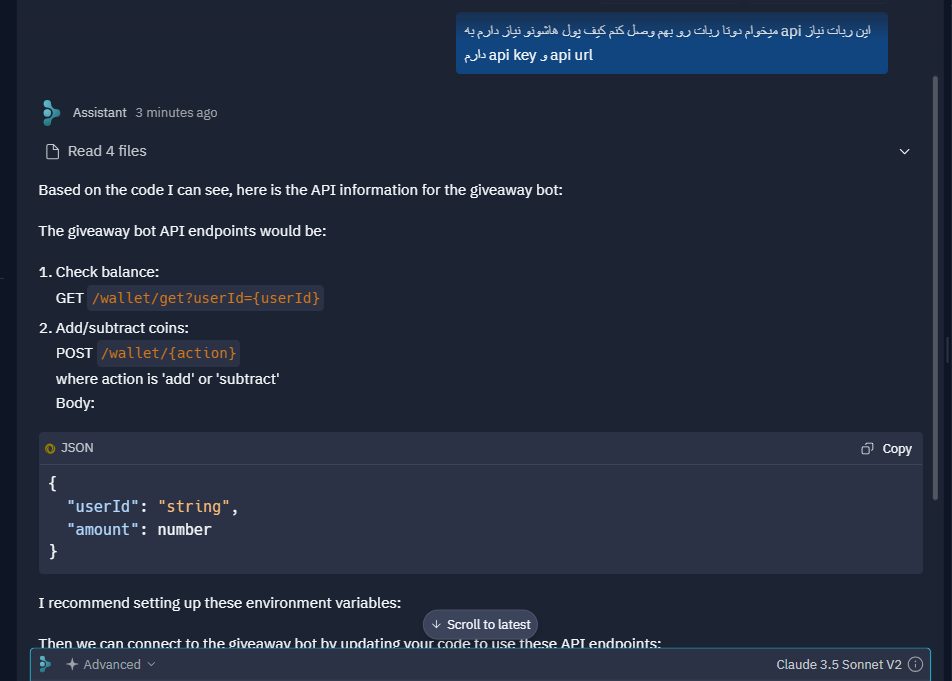 این ربات نیاز api میخوام دوتا ربات رو بهم وصل کنم کیف پول هاشونو نیاز دارم به
api url و api key دارم
Assistant 3 minutes ago
Read 4 files
Based on the code I can see, here is the API information for the giveaway bot:
The giveaway bot API endpoints would be:
1. Check balance:
GET /wallet/get?userId={userId}
2. Add/subtract coins:
POST /wallet/{action}
where action is 'add' or 'subtract'
Body:
JSON Copy
{
"userId": "string",
"amount": number
}
I recommend setting up these environment variables:
Scroll to latest
Then we can connect to the giveaway bot by updating your code to use these API endpoints:
Advanced Claude 3.5 Sonnet V2